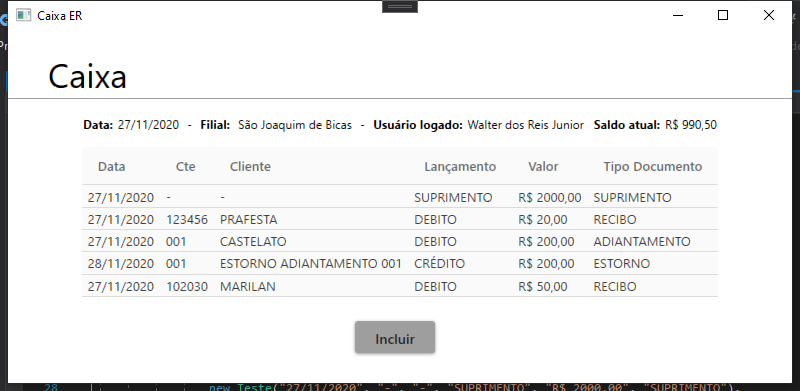 Caixa ER
Caixa
Data: 27/11/2020 - Filial: São Joaquim de Bicas - Usuário logado: Walter dos Reis Junior Saldo atual: R$ 990,50
Data Cte Cliente Lançamento Valor Tipo Documento
27/11/2020 - - SUPRIMENTO R$ 2000,00 SUPRIMENTO
27/11/2020 123456 PRAFESTA DEBITO R$ 20,00 RECIBO
27/11/2020 001 CASTELATO DEBITO R$ 200,00 ADIANTAMENTO
28/11/2020 001 ESTORNO ADIANTAMENTO 001 CRÉDITO R$ 200,00 ESTORNO
27/11/2020 102030 MARILAN DEBITO R$ 50,00 RECIBO
Incluir
28 new Teste("27/11/2020", "-", "-", "SUPRIMENTO", "R$ 2000,00", "SUPRIMENTO"),